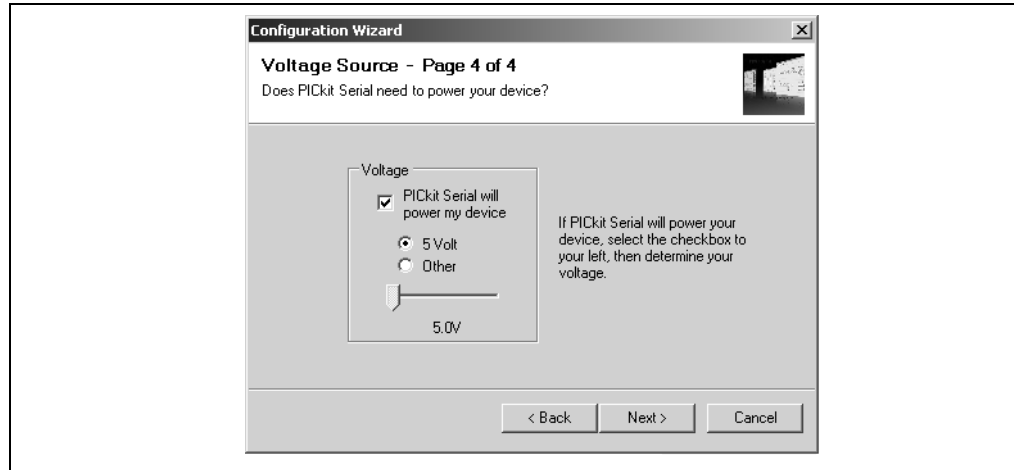 Configuration Wizard
Voltage Source - Page 4 of 4
Does PICkit Serial need to power your device?
Voltage
PICkit Serial will
power my device
5 Volt
Other
5.0V
If PICkit Serial will power your
device, select the checkbox to
your left, then determine your
voltage.
< Back
Next >
Cancel